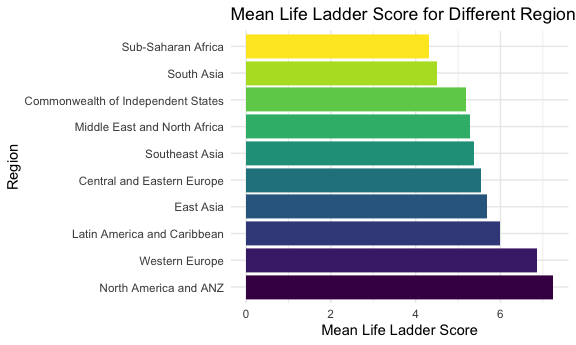 Mean Life Ladder Score for Different Region
Region
Sub-Saharan Africa
South Asia
Commonwealth of Independent States
Middle East and North Africa
Southeast Asia
Central and Eastern Europe
East Asia
Latin America and Caribbean
Western Europe
North America and ANZ
0 2 4 6
Mean Life Ladder Score